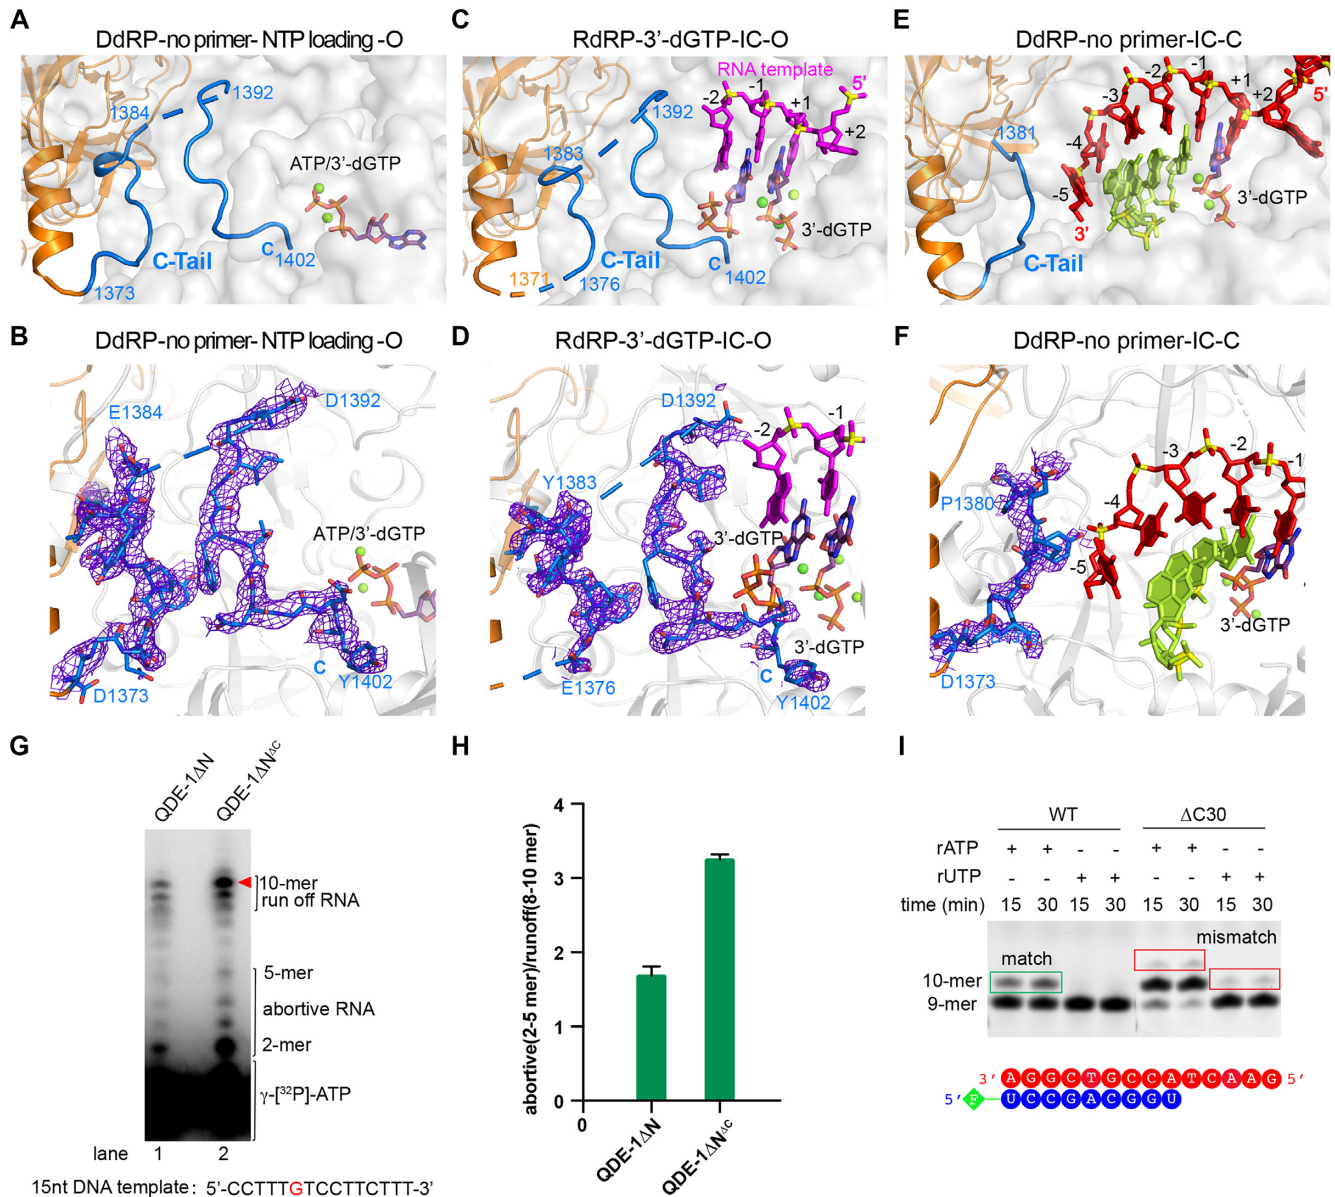 A
DdRP-no primer- NTP loading -O
1384
1392
ATP/3’-dGTP
C-Tail
C
1402
1373
C
RdRP-3’-dGTP-IC-O
RNA template
5’
-2
-1
+1
+2
1392
1383
3’-dGTP
1371
C-Tail
1376
C
1402
E
DdRP-no primer-IC-C
-1
-2
+1
-3
+2
5’
1381
-4
-5
3’-dGTP
3’
C-Tail
B
DdRP-no primer- NTP loading -O
E1384
D1392
ATP/3’-dGTP
D1373
C
Y1402
D
RdRP-3’-dGTP-IC-O
D1392
-2
-1
Y1383
3’-dGTP
3’-dGTP
E1376
C
Y1402
F
DdRP-no primer-IC-C
-3
-2
-1
P1380
-4
-5
3’-dGTP
D1373
G
QDE-1ΔN
QDE-1ΔN^ΔC
10-mer
run off RNA
5-mer
abortive RNA
2-mer
γ-[³²P]-ATP
lane 1 2
15nt DNA template : 5’-CCTTTGTCCTTCTTT-3’
H
abortive(2-5 mer)/runoff(8-10 mer)
4
3
2
1
0
0
QDE-1ΔN
QDE-1ΔN^ΔC
I
WT ΔC30
rATP + + - - + + - -
rUTP - - + + - - + +
time (min) 15 30 15 30 15 30 15 30
mismatch
match
10-mer
9-mer
3’ A G G C T G C C A T C A A G 5’
5’ F U C C G A C G G U